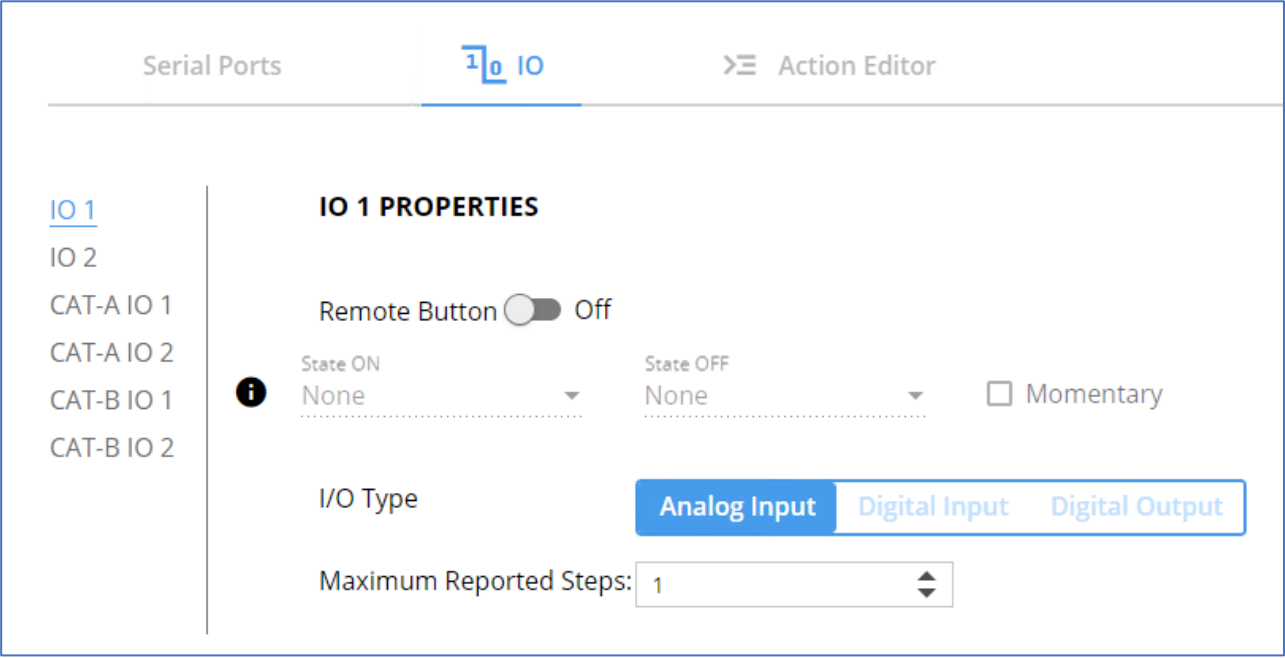 Serial Ports
IO
Action Editor
IO 1
IO 2
CAT-A IO 1
CAT-A IO 2
CAT-B IO 1
CAT-B IO 2
IO 1 PROPERTIES
Remote Button Off
State ON State OFF
None None Momentary
I/O Type Analog Input Digital Input Digital Output
Maximum Reported Steps: 1